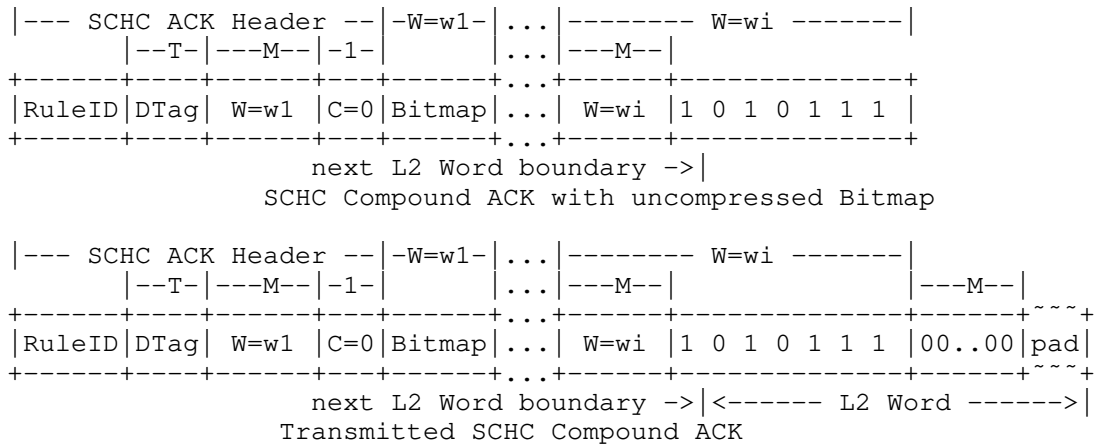 |--- SCHC ACK Header --|-W=w1-|...|-------- W=wi -------|
|--T-|---M--|-1-| |...|---M--|
+------+----+------+---+------+...+------+--------------+
|RuleID|DTag| W=w1 |C=0|Bitmap|...| W=wi |1 0 1 0 1 1 1 |
+------+----+------+---+------+...+------+--------------+
next L2 Word boundary ->|
SCHC Compound ACK with uncompressed Bitmap
|--- SCHC ACK Header --|-W=w1-|...|-------- W=wi -------|
|--T-|---M--|-1-| |...|---M--| |---M--|
+------+----+------+---+------+...+------+--------------+------+~~~+
|RuleID|DTag| W=w1 |C=0|Bitmap|...| W=wi |1 0 1 0 1 1 1 |00..00|pad|
+------+----+------+---+------+...+------+--------------+------+~~~+
next L2 Word boundary ->|<------ L2 Word ------>|
Transmitted SCHC Compound ACK